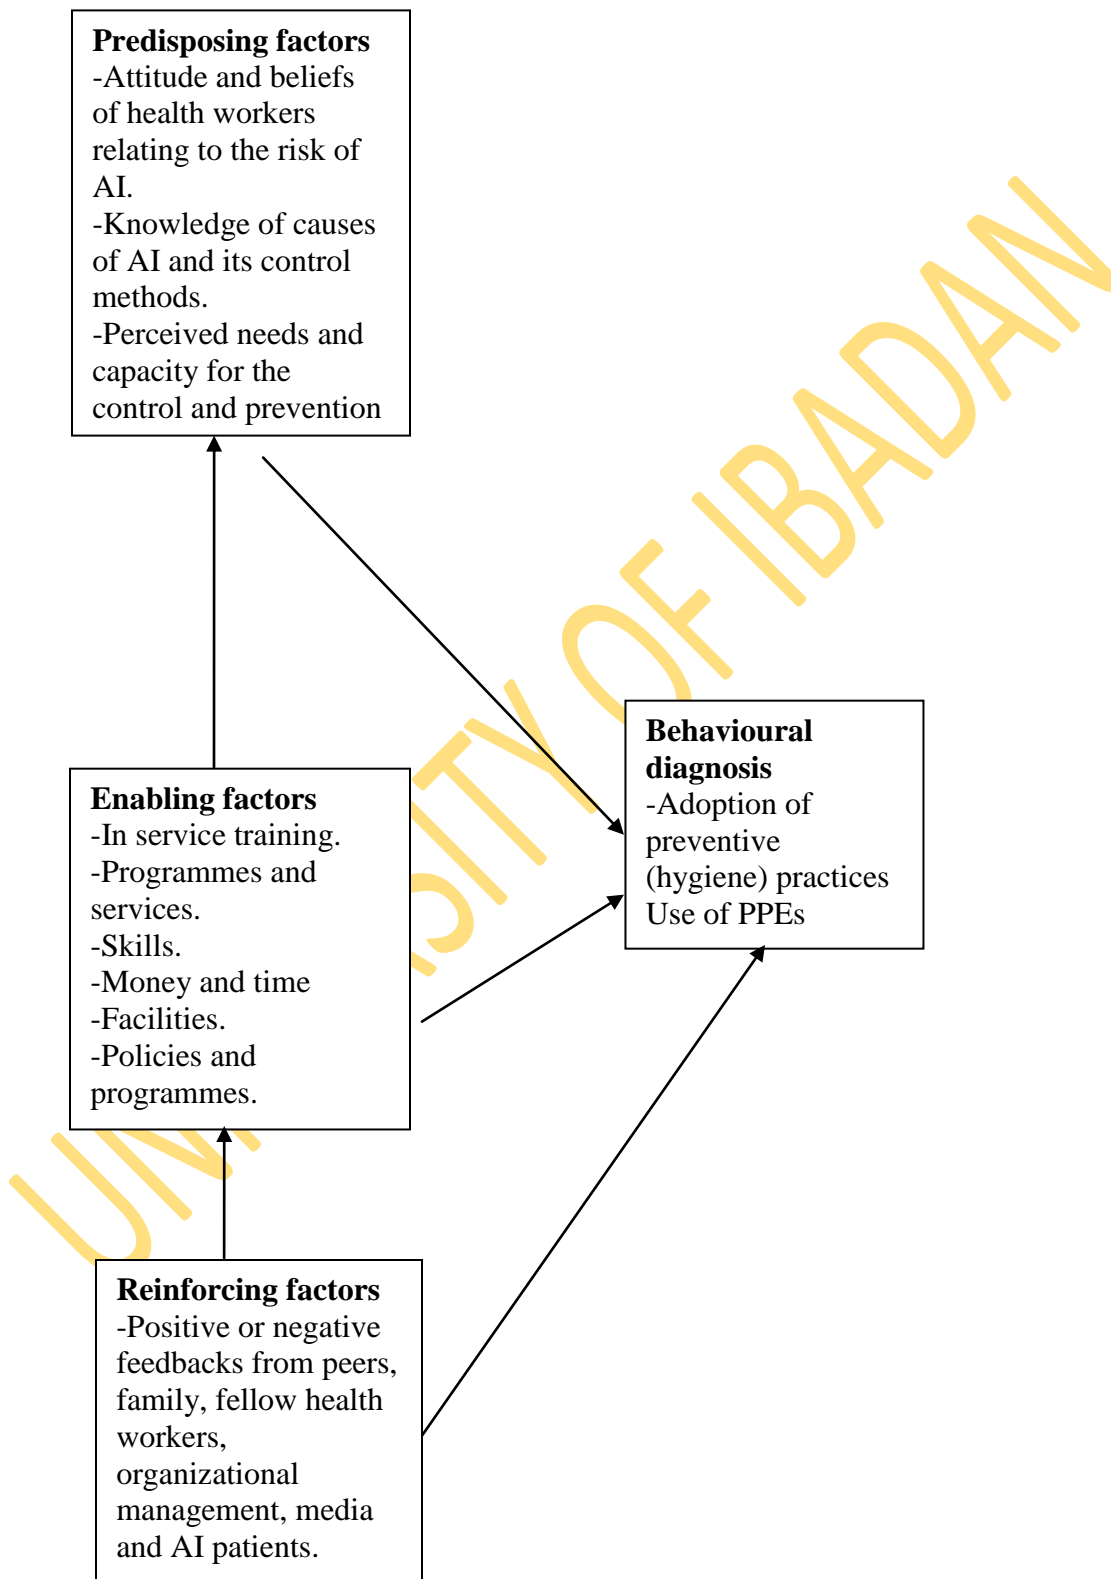 Predisposing factors
-Attitude and beliefs
of health workers
relating to the risk of
AI.
-Knowledge of causes
of AI and its control
methods.
-Perceived needs and
capacity for the
control and prevention
Enabling factors
-In service training.
-Programmes and
services.
-Skills.
-Money and time
-Facilities.
-Policies and
programmes.
Behavioural
diagnosis
-Adoption of
preventive
(hygiene) practices
Use of PPEs
Reinforcing factors
-Positive or negative
feedbacks from peers,
family, fellow health
workers,
organizational
management, media
and AI patients.
UNIVERSITY OF IBADAN